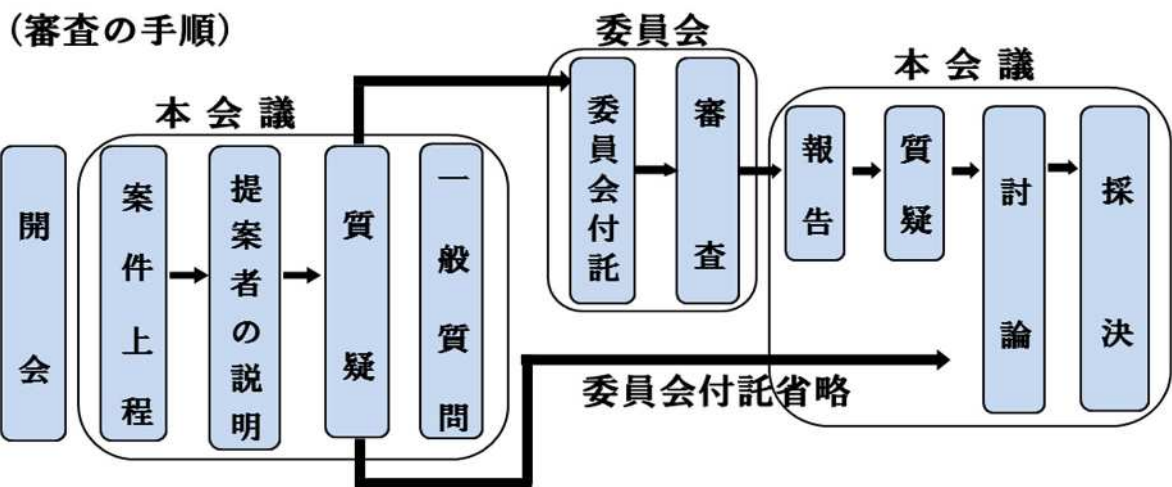 (審査の手順)
本会議
開会
案件上程
提案者の説明
質疑
一般質問
委員会
委員会付託
審査
本会議
報告
質疑
討論
採決
委員会付託省略